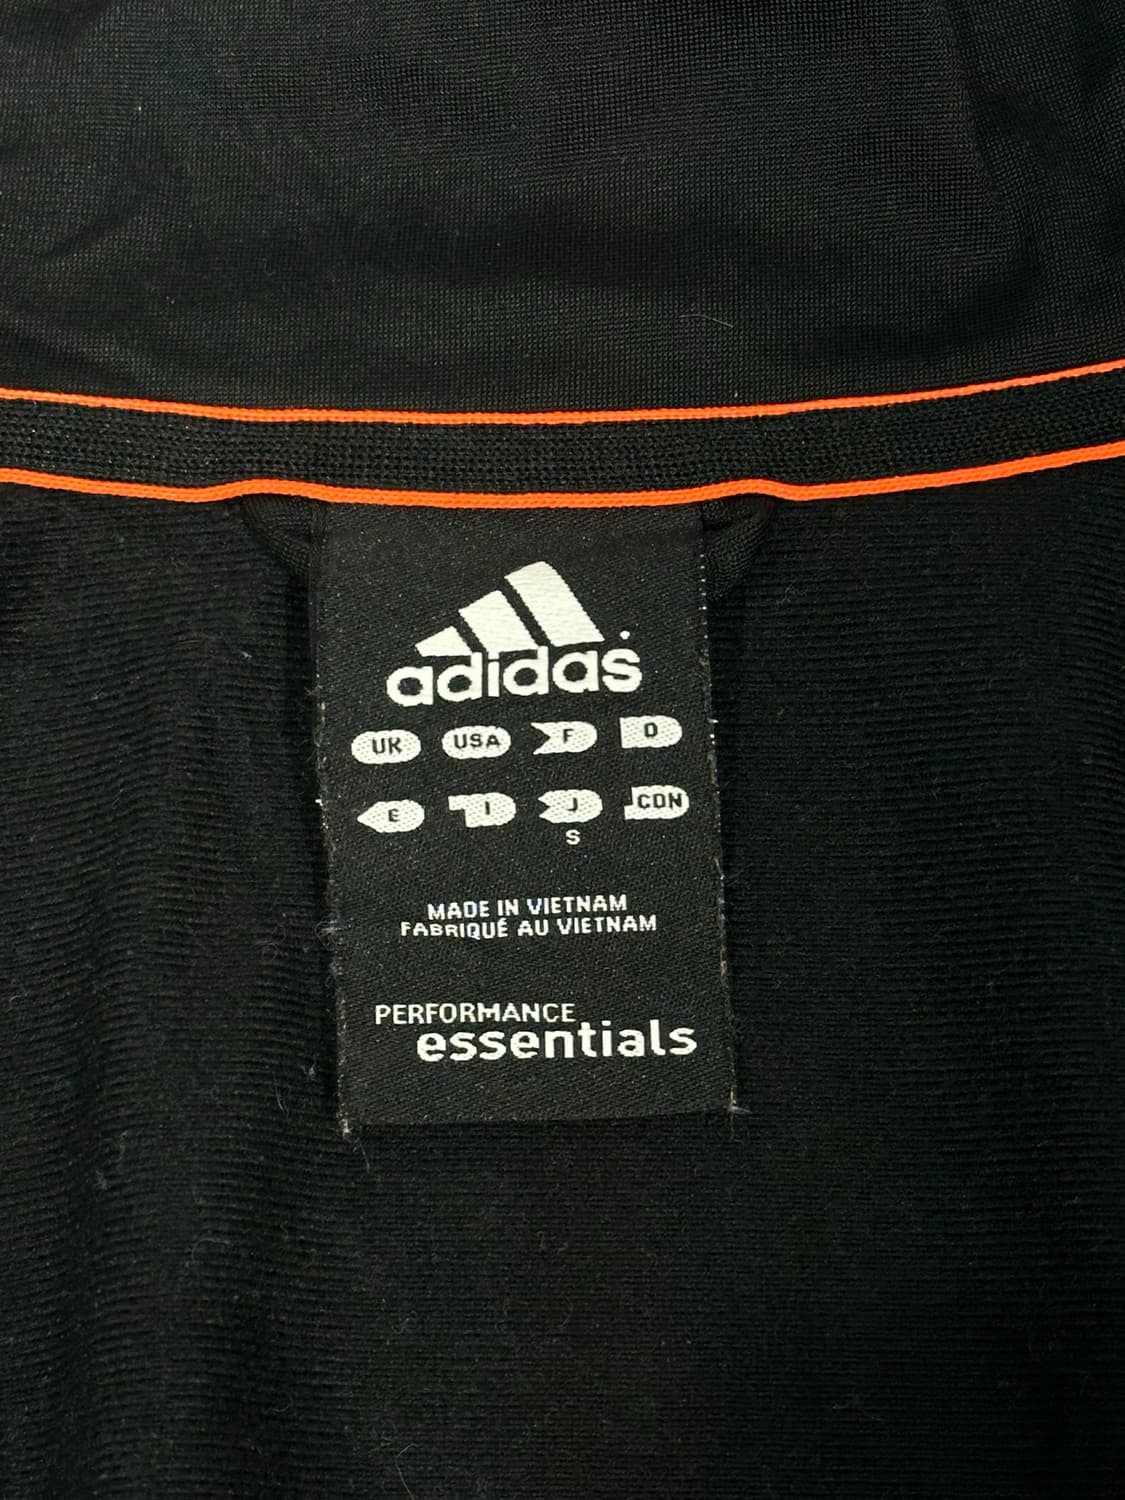 adidas
UK USA F D
E I J CON
S
MADE IN VIETNAM
FABRIQUÉ AU VIETNAM
PERFORMANCE
essentials